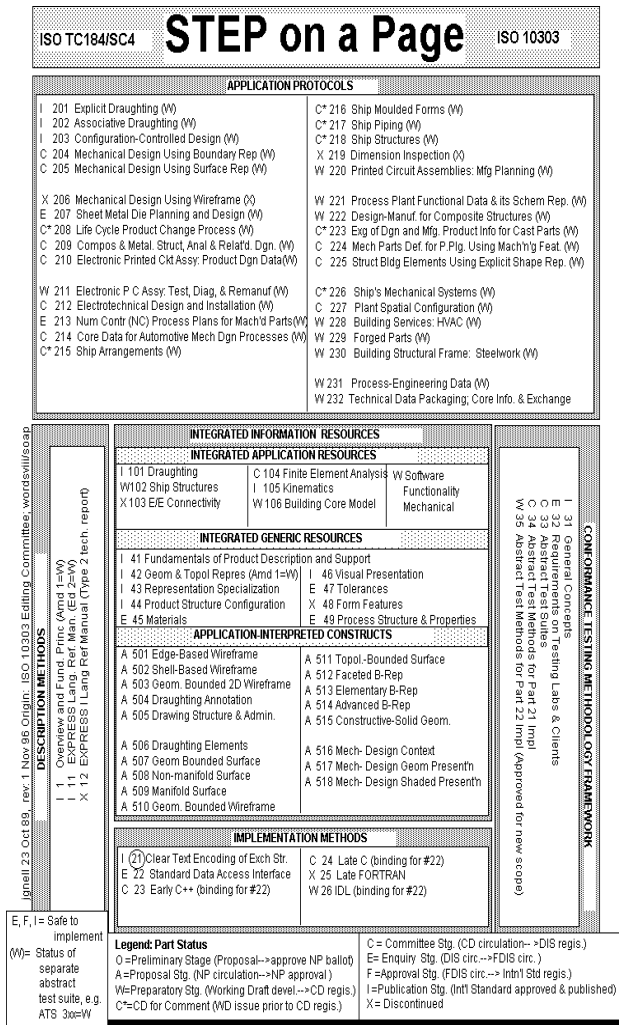 ISO TC184/SC4
STEP on a Page
ISO 10303
APPLICATION PROTOCOLS
I 201 Explicit Draughting (W)
I 202 Associative Draughting (W)
I 203 Configuration-Controlled Design (W)
C 204 Mechanical Design Using Boundary Rep (W)
C 205 Mechanical Design Using Surface Rep (W)
X 206 Mechanical Design Using Wireframe (X)
E 207 Sheet Metal Die Planning and Design (W)
C* 208 Life Cycle Product Change Process (W)
C 209 Compos & Metal. Struct, Anal & Relat'd. Dgn. (W)
C 210 Electronic Printed Ckt Assy: Product Dgn Data(W)
W 211 Electronic P C Assy: Test, Diag, & Remanuf (W)
C 212 Electrotechnical Design and Installation (W)
E 213 Num Contr (NC) Process Plans for Mach'd Parts(W)
C 214 Core Data for Automotive Mech Dgn Processes (W)
C* 215 Ship Arrangements (W)
C* 216 Ship Moulded Forms (W)
C* 217 Ship Piping (W)
C* 218 Ship Structures (W)
X 219 Dimension Inspection (X)
W 220 Printed Circuit Assemblies: Mfg Planning (W)
W 221 Process Plant Functional Data & its Schem Rep. (W)
W 222 Design-Manuf. for Composite Structures (W)
C* 223 Exg of Dgn and Mfg. Product Info for Cast Parts (W)
C 224 Mech Parts Def. for P.Plg. Using Mach'n'g Feat. (W)
C 225 Struct Bldg Elements Using Explicit Shape Rep. (W)
C* 226 Ship's Mechanical Systems (W)
C 227 Plant Spatial Configuration (W)
W 228 Building Services: HVAC (W)
W 229 Forged Parts (W)
W 230 Building Structural Frame: Steelwork (W)
W 231 Process-Engineering Data (W)
W 232 Technical Data Packaging; Core Info. & Exchange
jgnell 23 Oct 89, rev: 1 Nov 96 Origin: ISO 10303 Editing Committee, wordsviii/soap
DESCRIPTION METHODS
I 1 Overview and Fund. Princ (Amd 1=W)
I 11 EXPRESS Lang. Ref. Man. (Ed 2=W)
X 12 EXPRESS I Lang Ref Manual (Type 2 tech. report)
INTEGRATED INFORMATION RESOURCES
INTEGRATED APPLICATION RESOURCES
I 101 Draughting
W102 Ship Structures
X 103 E/E Connectivity
C 104 Finite Element Analysis
I 105 Kinematics
W 106 Building Core Model
W Software
Functionality
Mechanical
INTEGRATED GENERIC RESOURCES
I 41 Fundamentals of Product Description and Support
I 42 Geom & Topol Repres (Amd 1=W)
I 43 Representation Specialization
I 44 Product Structure Configuration
E 45 Materials
I 46 Visual Presentation
E 47 Tolerances
X 48 Form Features
E 49 Process Structure & Properties
APPLICATION-INTERPRETED CONSTRUCTS
A 501 Edge-Based Wireframe
A 502 Shell-Based Wireframe
A 503 Geom. Bounded 2D Wireframe
A 504 Draughting Annotation
A 505 Drawing Structure & Admin.
A 506 Draughting Elements
A 507 Geom Bounded Surface
A 508 Non-manifold Surface
A 509 Manifold Surface
A 510 Geom. Bounded Wireframe
A 511 Topol.-Bounded Surface
A 512 Faceted B-Rep
A 513 Elementary B-Rep
A 514 Advanced B-Rep
A 515 Constructive-Solid Geom.
A 516 Mech- Design Context
A 517 Mech- Design Geom Present'n
A 518 Mech- Design Shaded Present'n
IMPLEMENTATION METHODS
I 21 Clear Text Encoding of Exch Str.
E 22 Standard Data Access Interface
C 23 Early C++ (binding for #22)
C 24 Late C (binding for #22)
X 25 Late FORTRAN
W 26 IDL (binding for #22)
CONFORMANCE TESTING METHODOLOGY FRAMEWORK
I 31 General Concepts
E 32 Requirements on Testing Labs & Clients
C 33 Abstract Test Suites
C 34 Abstract Test Methods for Part 21 Impl
W 35 Abstract Test Methods for Part 22 Impl (Approved for new scope)
E, F, I = Safe to
implement
(W)= Status of
separate
abstract
test suite, e.g.
ATS 3xx=W
Legend: Part Status
O =Preliminary Stage (Proposal-->approve NP ballot)
A =Proposal Stg. (NP circulation-->NP approval )
W=Preparatory Stg. (Working Draft devel.-->CD regis.)
C*=CD for Comment (WD issue prior to CD regis.)
C = Committee Stg. (CD circulation-- >DIS regis.)
E= Enquiry Stg. (DIS circ.-->FDIS circ. )
F =Approval Stg. (FDIS circ.--> Intn'l Std regis.)
I =Publication Stg. (Int'l Standard approved & published)
X = Discontinued